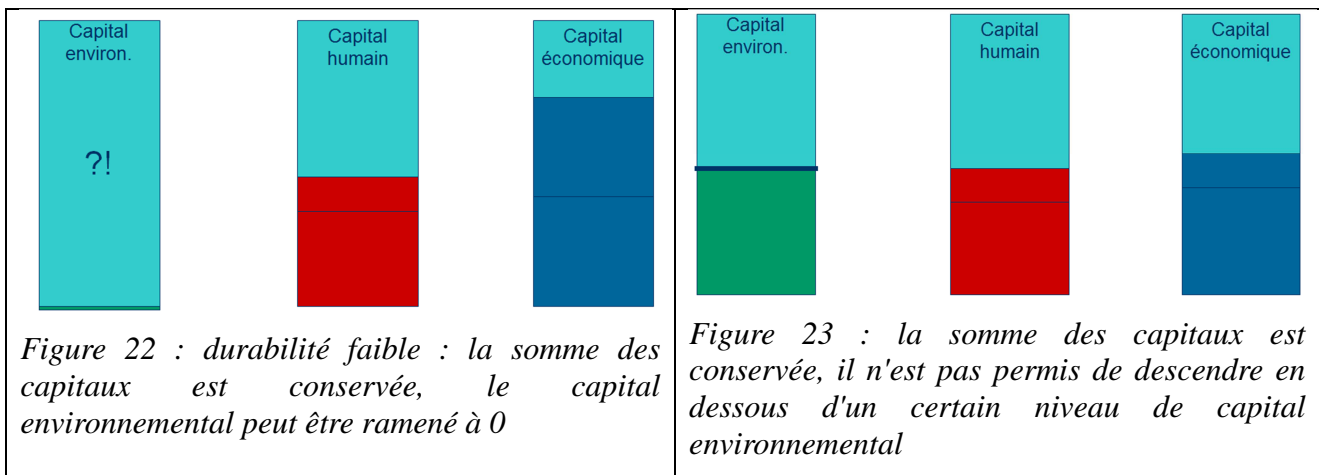 Capital
environ.
Capital
humain
Capital
économique
?!
Figure 22 : durabilité faible : la somme des
capitaux est conservée, le capital
environnemental peut être ramené à 0
Capital
environ.
Capital
humain
Capital
économique
Figure 23 : la somme des capitaux est
conservée, il n'est pas permis de descendre en
dessous d'un certain niveau de capital
environnemental